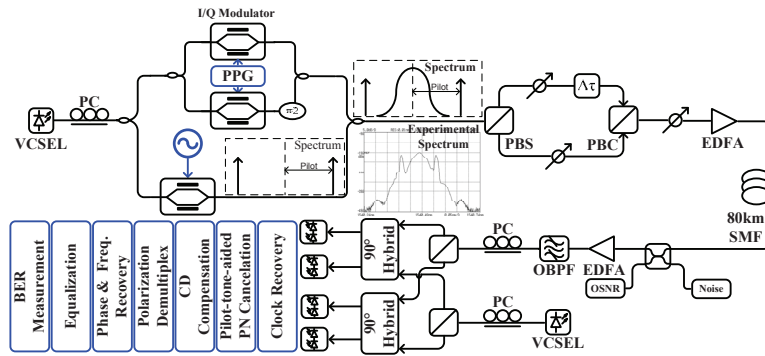 I/Q Modulator
PPG
π2
PC
VCSEL
Spectrum
Pilot
Spectrum
Pilot
Experimental
Spectrum
PBS
Δτ
PBC
EDFA
80km
SMF
BER
Measurement
Equalization
Phase & Freq.
Recovery
Polarization
Demultiplex
CD
Compensation
Pilot-tone-aided
PN Cancelation
Clock Recovery
90°
Hybrid
90°
Hybrid
PC
OBPF
EDFA
OSNR
Noise
PC
VCSEL